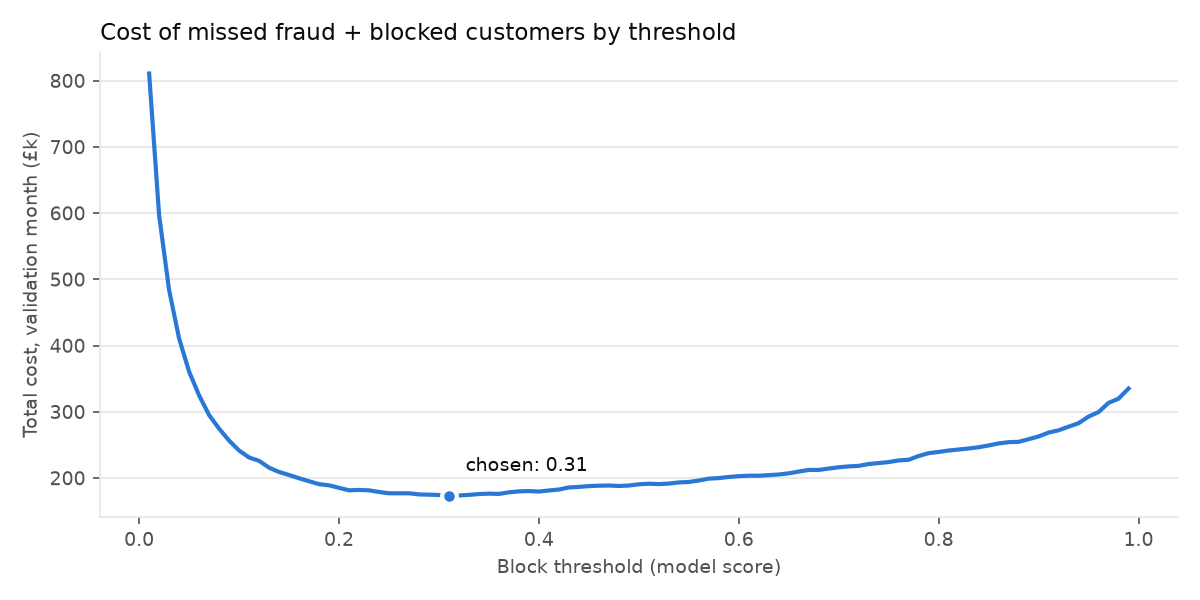 Cost of missed fraud + blocked customers by threshold
Total cost, validation month (£k)
800
700
600
500
400
300
200
chosen: 0.31
0.0 0.2 0.4 0.6 0.8 1.0
Block threshold (model score)